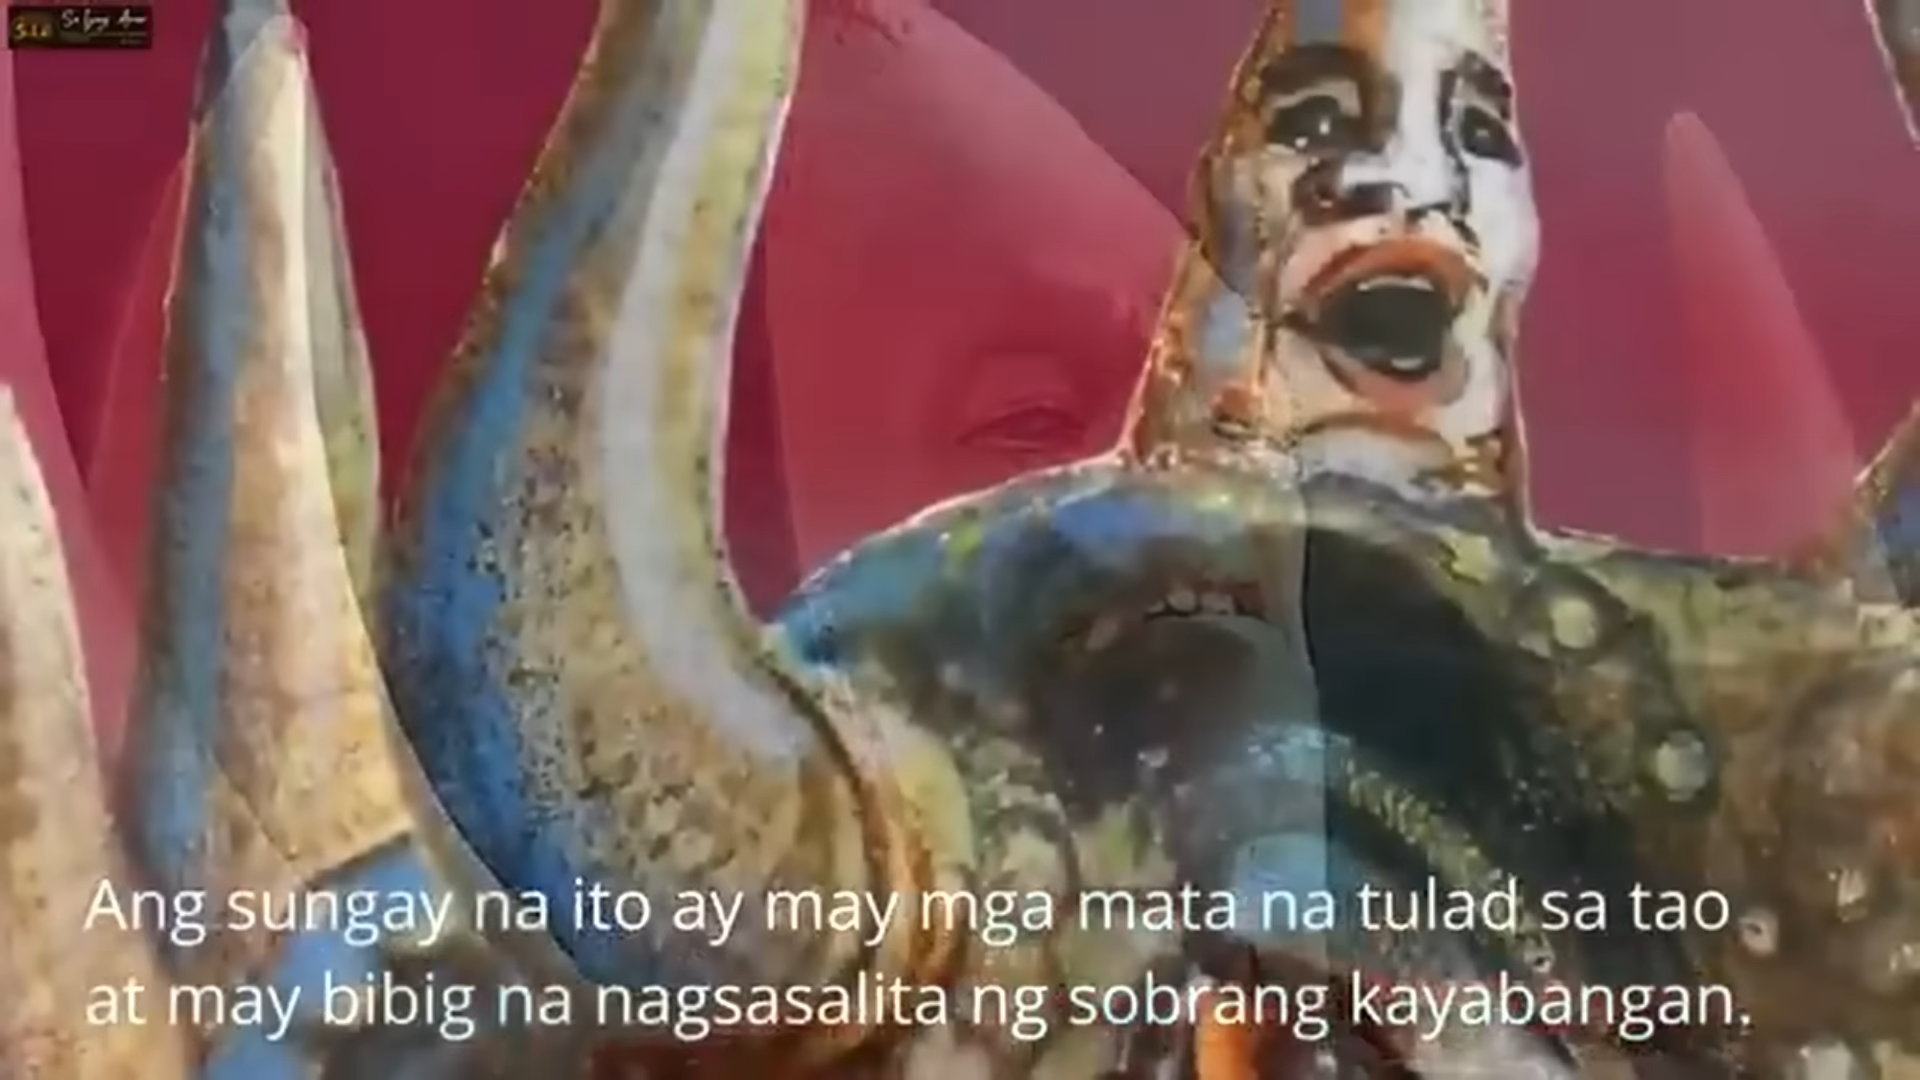 Ang sungay na ito ay may mga mata na tulad sa tao
at may bibig na nagsasalita ng sobrang kayabangan.